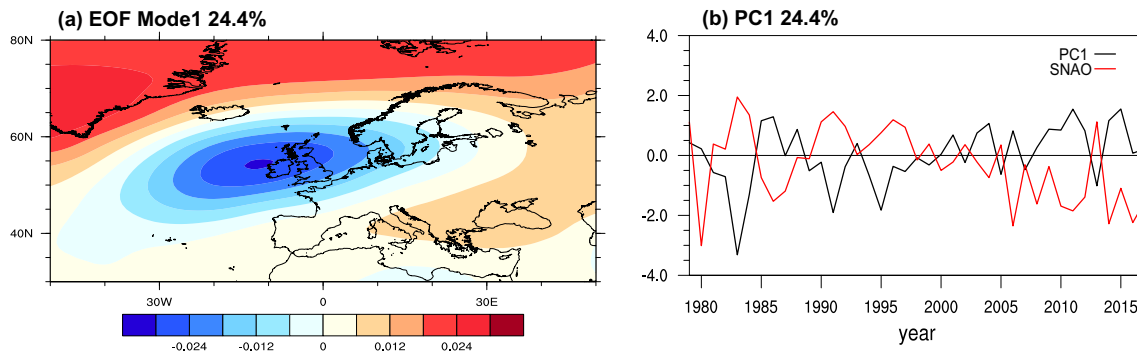 (a) EOF Mode1 24.4%
80N
60N
40N
30W
0
30E
-0.024
-0.012
0
0.012
0.024
(b) PC1 24.4%
4.0
2.0
0.0
-2.0
-4.0
PC1
SNAO
1980
1985
1990
1995
2000
2005
2010
2015
year